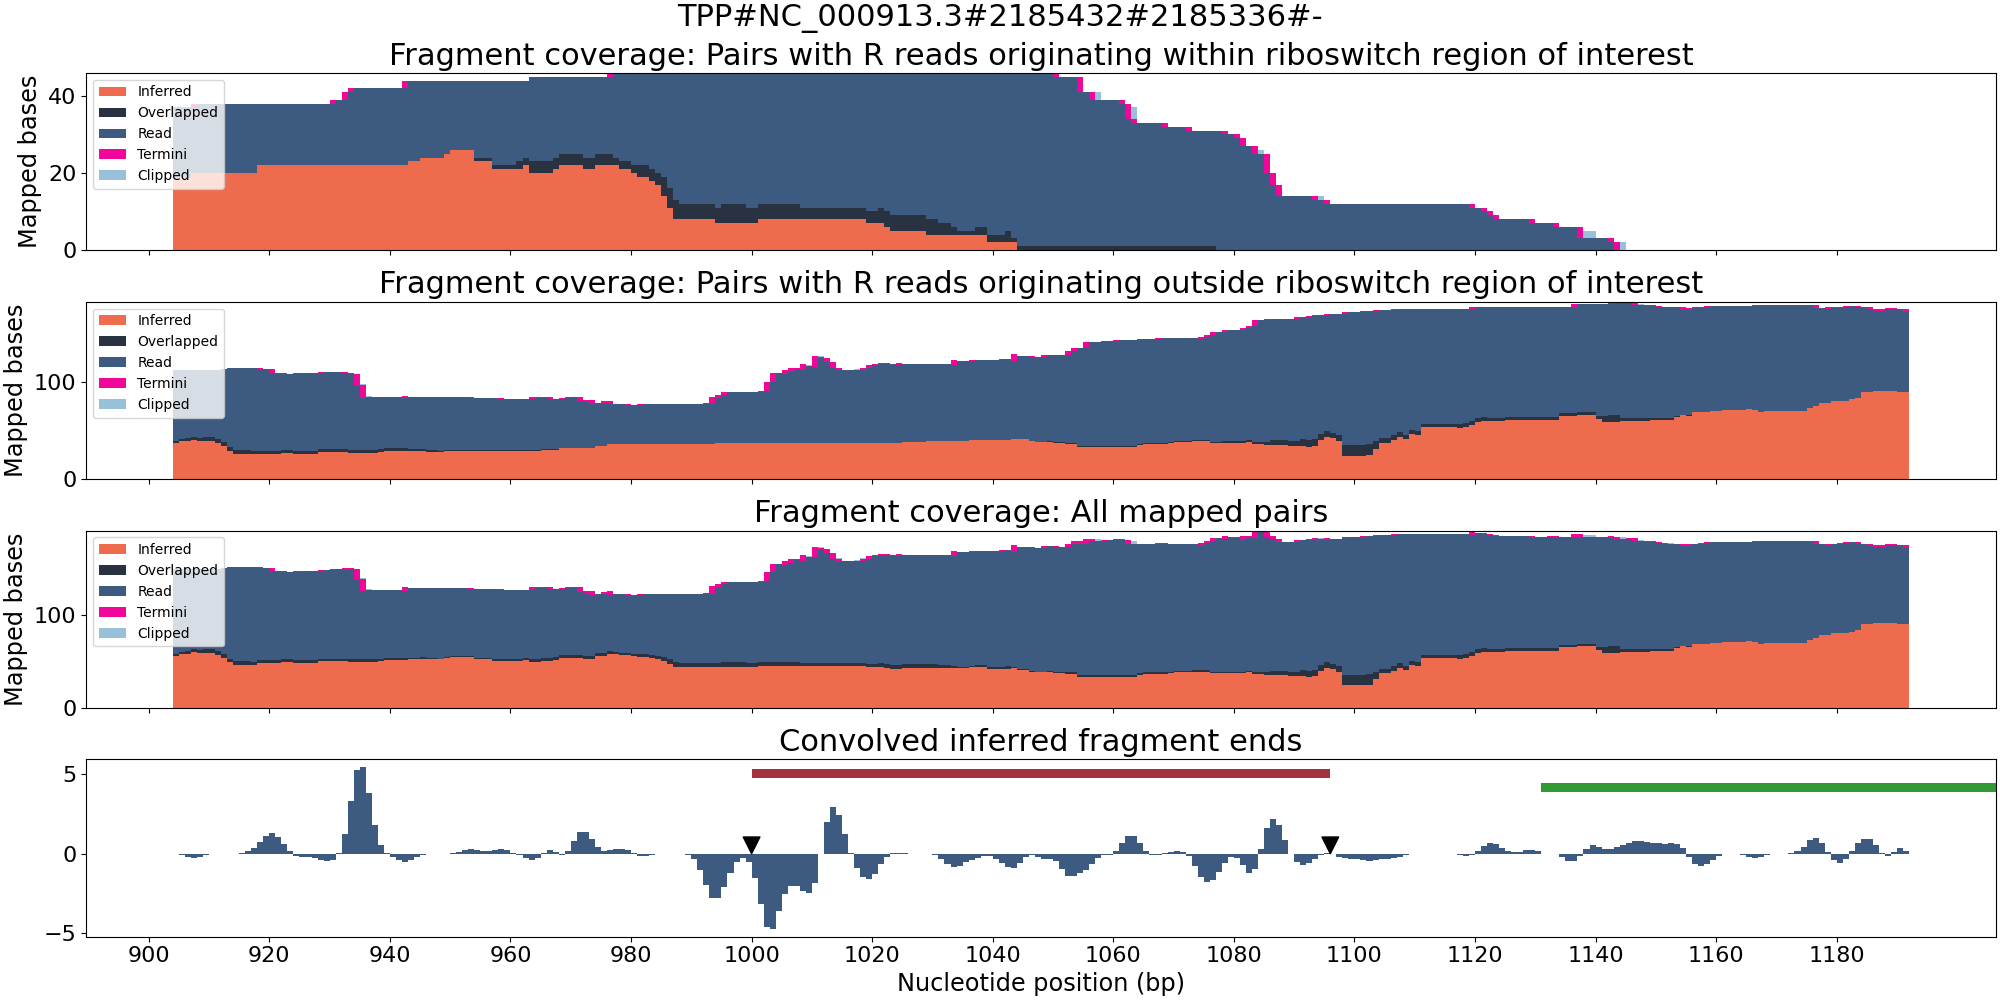 TPP#NC_000913.3#2185432#2185336#-
Fragment coverage: Pairs with R reads originating within riboswitch region of interest
Mapped bases
40
20
0
Inferred
Overlapped
Read
Termini
Clipped
Fragment coverage: Pairs with R reads originating outside riboswitch region of interest
Mapped bases
100
0
Inferred
Overlapped
Read
Termini
Clipped
Fragment coverage: All mapped pairs
Mapped bases
100
0
Inferred
Overlapped
Read
Termini
Clipped
Convolved inferred fragment ends
5
0
−5
900 920 940 960 980 1000 1020 1040 1060 1080 1100 1120 1140 1160 1180
Nucleotide position (bp)